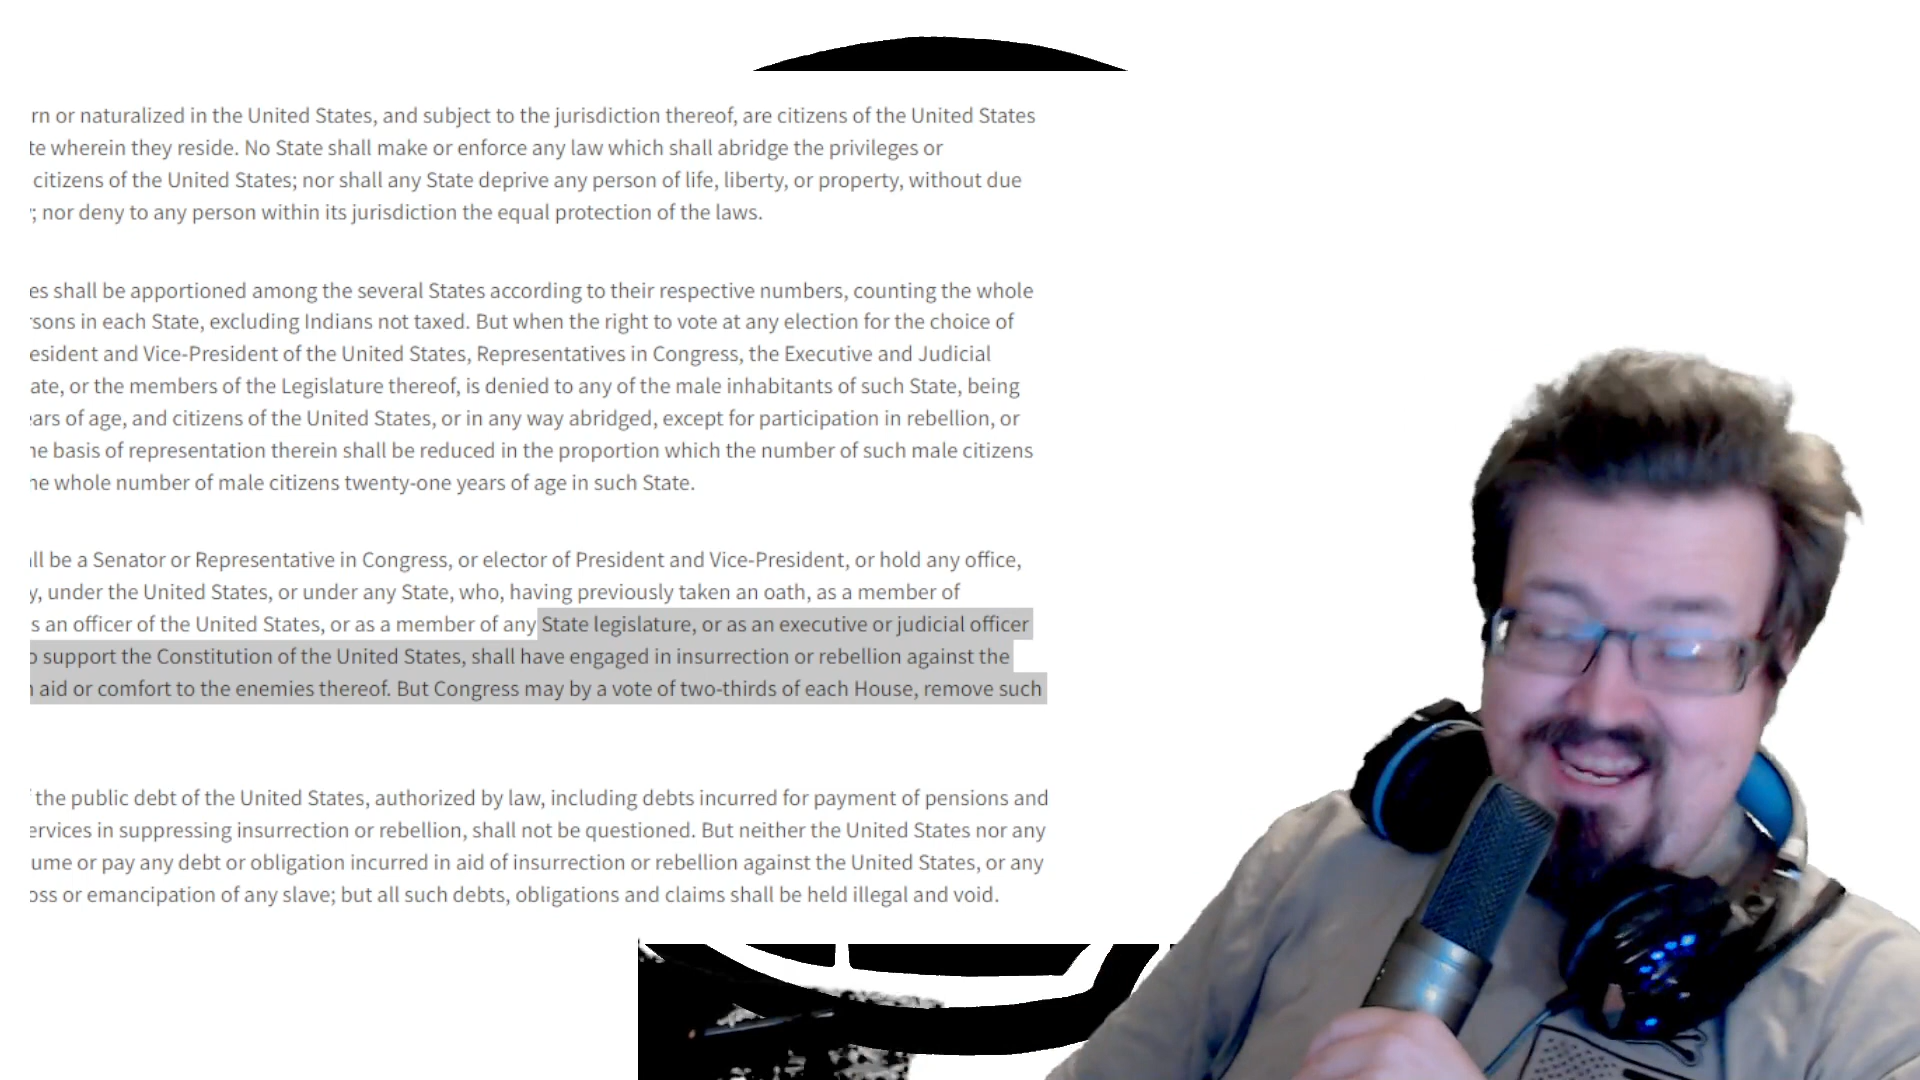 rn or naturalized in the United States, and subject to the jurisdiction thereof, are citizens of the United States
te wherein they reside. No State shall make or enforce any law which shall abridge the privileges or
citizens of the United States; nor shall any State deprive any person of life, liberty, or property, without due
; nor deny to any person within its jurisdiction the equal protection of the laws.
es shall be apportioned among the several States according to their respective numbers, counting the whole
rsons in each State, excluding Indians not taxed. But when the right to vote at any election for the choice of
esident and Vice-President of the United States, Representatives in Congress, the Executive and Judicial
ate, or the members of the Legislature thereof, is denied to any of the male inhabitants of such State, being
ars of age, and citizens of the United States, or in any way abridged, except for participation in rebellion, or
he basis of representation therein shall be reduced in the proportion which the number of such male citizens
he whole number of male citizens twenty-one years of age in such State.
ll be a Senator or Representative in Congress, or elector of President and Vice-President, or hold any office,
y, under the United States, or under any State, who, having previously taken an oath, as a member of
s an officer of the United States, or as a member of any State legislature, or as an executive or judicial officer
o support the Constitution of the United States, shall have engaged in insurrection or rebellion against the
aid or comfort to the enemies thereof. But Congress may by a vote of two-thirds of each House, remove such
the public debt of the United States, authorized by law, including debts incurred for payment of pensions and
ervices in suppressing insurrection or rebellion, shall not be questioned. But neither the United States nor any
ume or pay any debt or obligation incurred in aid of insurrection or rebellion against the United States, or any
oss or emancipation of any slave; but all such debts, obligations and claims shall be held illegal and void.